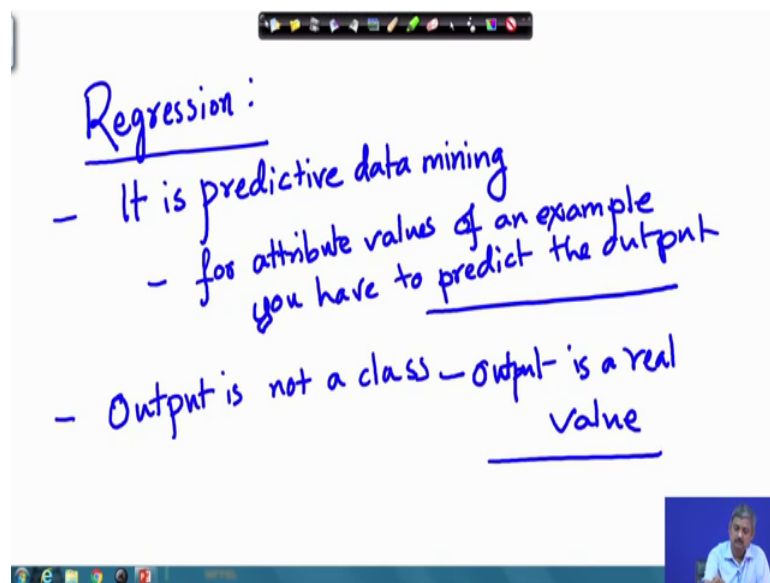 Regression:
- It is predictive data mining
- for attribute values of an example
you have to predict the output
- Output is not a class - output is a real
value